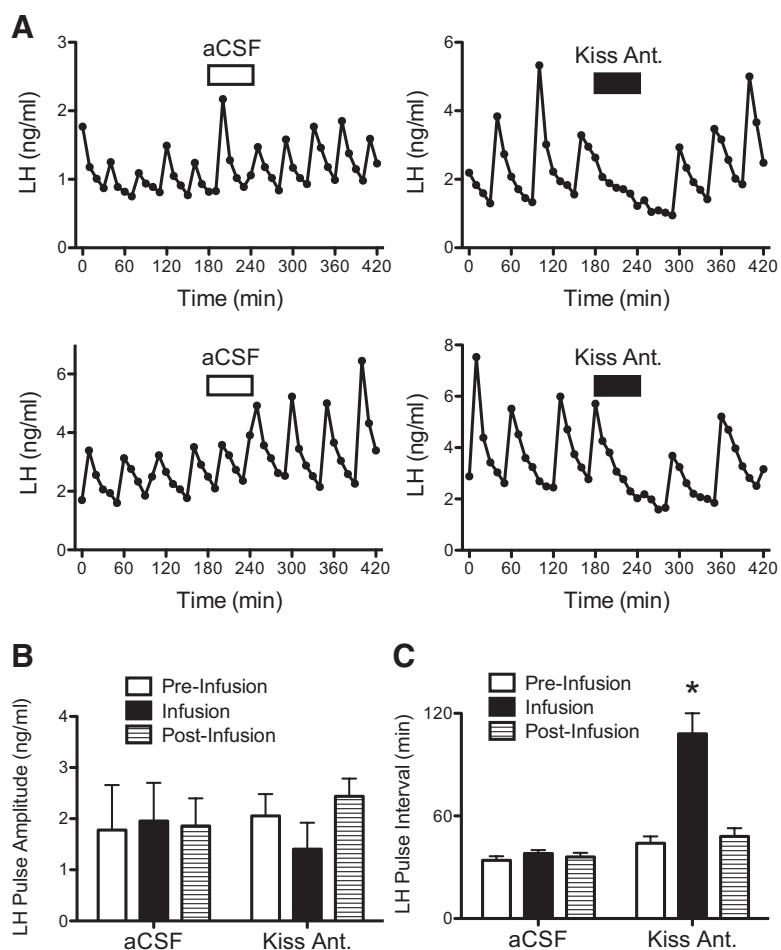 A
aCSF
LH (ng/ml)
3
2
1
0
0 60 120 180 240 300 360 420
Time (min)
Kiss Ant.
LH (ng/ml)
6
4
2
0
0 60 120 180 240 300 360 420
Time (min)
aCSF
LH (ng/ml)
6
4
2
0
0 60 120 180 240 300 360 420
Time (min)
Kiss Ant.
LH (ng/ml)
8
6
4
2
0
0 60 120 180 240 300 360 420
Time (min)
B
Pre-Infusion
Infusion
Post-Infusion
LH Pulse Amplitude (ng/ml)
4
3
2
1
0
aCSF Kiss Ant.
C
Pre-Infusion
Infusion
Post-Infusion
*
LH Pulse Interval (min)
120
60
0
aCSF Kiss Ant.